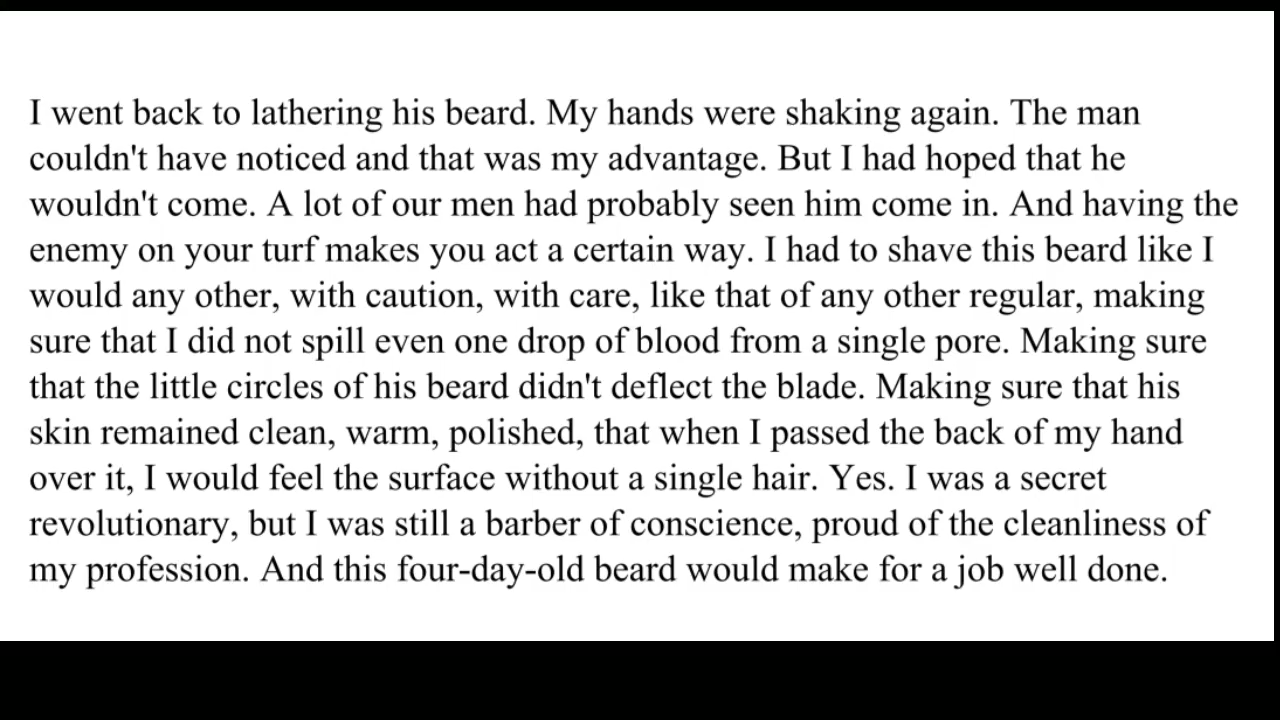 I went back to lathering his beard. My hands were shaking again. The man
couldn't have noticed and that was my advantage. But I had hoped that he
wouldn't come. A lot of our men had probably seen him come in. And having the
enemy on your turf makes you act a certain way. I had to shave this beard like I
would any other, with caution, with care, like that of any other regular, making
sure that I did not spill even one drop of blood from a single pore. Making sure
that the little circles of his beard didn't deflect the blade. Making sure that his
skin remained clean, warm, polished, that when I passed the back of my hand
over it, I would feel the surface without a single hair. Yes. I was a secret
revolutionary, but I was still a barber of conscience, proud of the cleanliness of
my profession. And this four-day-old beard would make for a job well done.